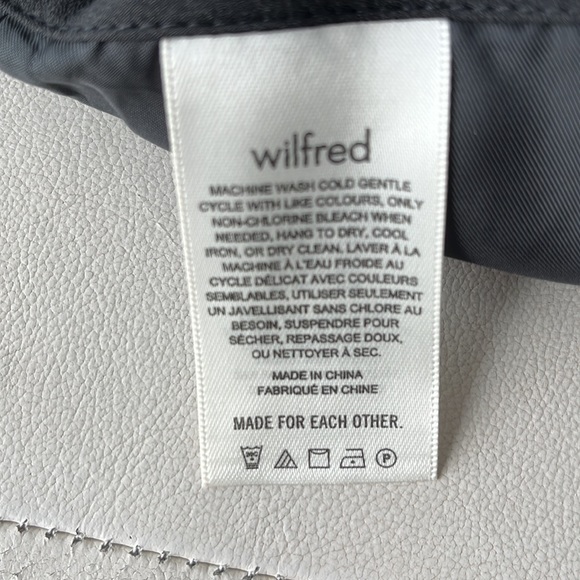 wilfred
MACHINE WASH COLD GENTLE
CYCLE WITH LIKE COLOURS, ONLY
NON-CHLORINE BLEACH WHEN
NEEDED, HANG TO DRY, COOL
IRON, OR DRY CLEAN. LAVER À LA
MACHINE À L'EAU FROIDE AU
CYCLE DÉLICAT AVEC COULEURS
SEMBLABLES, UTILISER SEULEMENT
UN JAVELLISANT SANS CHLORE AU
BESOIN, SUSPENDRE POUR
SÉCHER, REPASSAGE DOUX,
OU NETTOYER À SEC.
MADE IN CHINA
FABRIQUÉ EN CHINE
MADE FOR EACH OTHER.
30C P